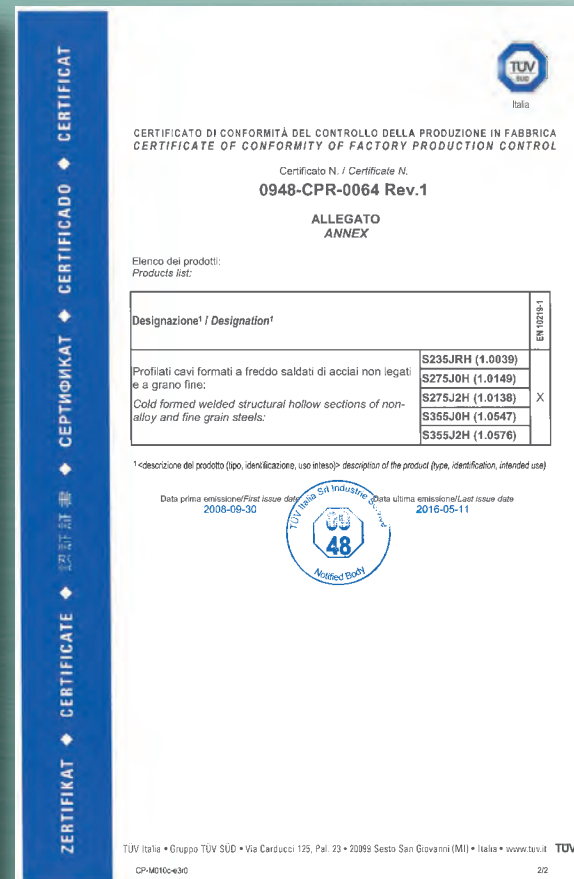 ZERTIFIKAT ◆ CERTIFICATE ◆ 認証証書 ◆ СЕРТИФИКАТ ◆ CERTIFICADO ◆ CERTIFICAT
TÜV
SÜD
Italia
CERTIFICATO DI CONFORMITÀ DEL CONTROLLO DELLA PRODUZIONE IN FABBRICA
CERTIFICATE OF CONFORMITY OF FACTORY PRODUCTION CONTROL
Certificato N. / Certificate N.
0948-CPR-0064 Rev.1
ALLEGATO
ANNEX
Elenco dei prodotti:
Products list:
Designazione¹ / Designation¹
EN 10219-1
Profilati cavi formati a freddo saldati di acciai non legati
e a grano fine:
Cold formed welded structural hollow sections of non-
alloy and fine grain steels:
S235JRH (1.0039)
S275J0H (1.0149)
S275J2H (1.0138)
S355J0H (1.0547)
S355J2H (1.0576)
X
¹ <descrizione del prodotto (tipo, identificazione, uso inteso)> description of the product (type, identification, intended use)
Data prima emissione/First issue date
2008-09-30
Data ultima emissione/Last issue date
2016-05-11
TÜV Italia Srl Industrie
48
Notified Body
TÜV Italia • Gruppo TÜV SÜD • Via Carducci 125, Pal. 23 • 20099 Sesto San Giovanni (MI) • Italia • www.tuv.it TÜV
CP-M010c-e3r0
2/2